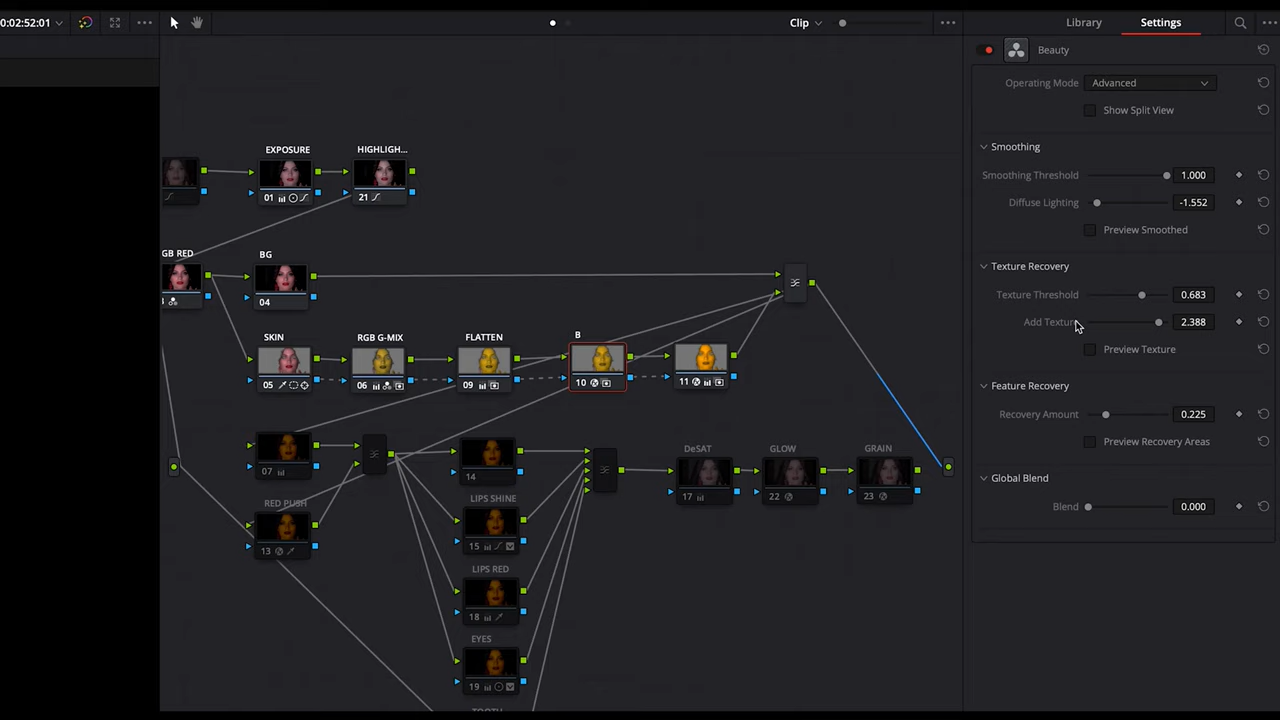 0:02:52:01
Clip
Library
Settings
Beauty
Operating Mode
Advanced
Show Split View
Smoothing
Smoothing Threshold
1.000
Diffuse Lighting
-1.552
Preview Smoothed
Texture Recovery
Texture Threshold
0.683
Add Texture
2.388
Preview Texture
Feature Recovery
Recovery Amount
0.225
Preview Recovery Areas
Global Blend
Blend
0.000
EXPOSURE
01
HIGHLIGH...
21
GB RED
BG
04
SKIN
05
RGB G-MIX
06
FLATTEN
09
B
10
11
07
RED PUSH
13
14
LIPS SHINE
15
LIPS RED
18
EYES
19
TOOTH
DeSAT
17
GLOW
22
GRAIN
23